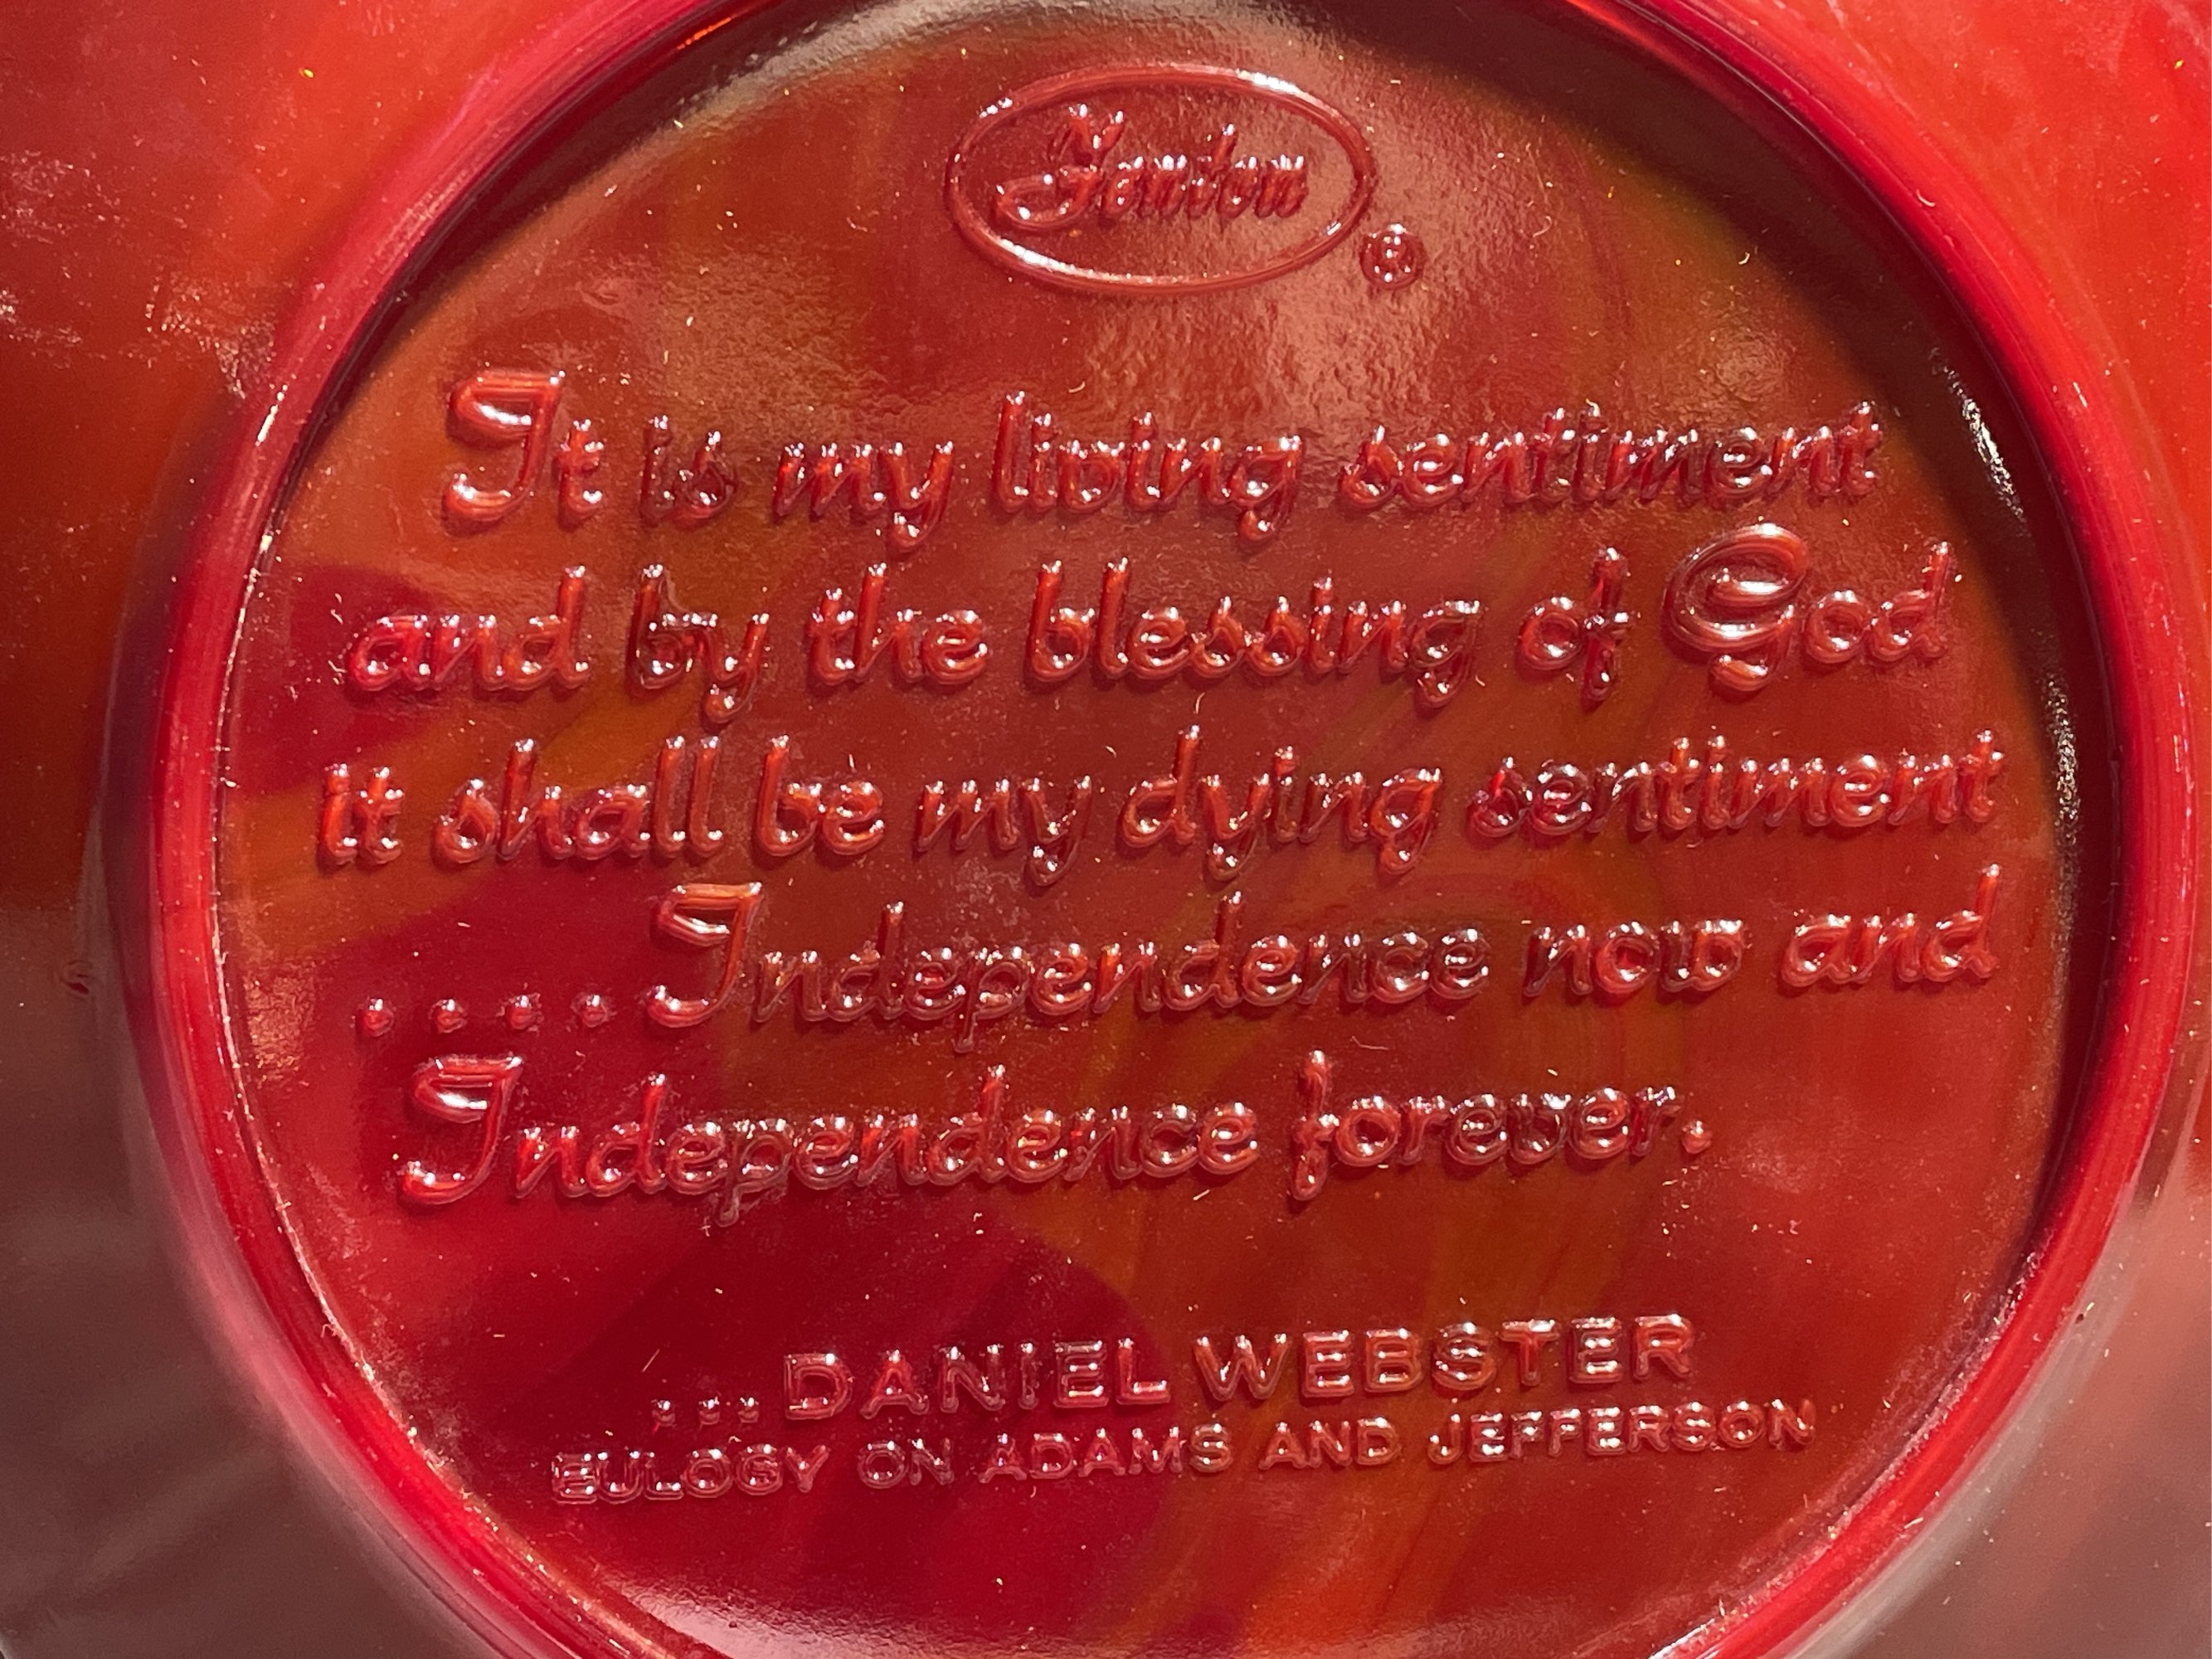 Fenton
®
It is my living sentiment
and by the blessing of God
it shall be my dying sentiment
....Independence now and
Independence forever.
...DANIEL WEBSTER
EULOGY ON ADAMS AND JEFFERSON